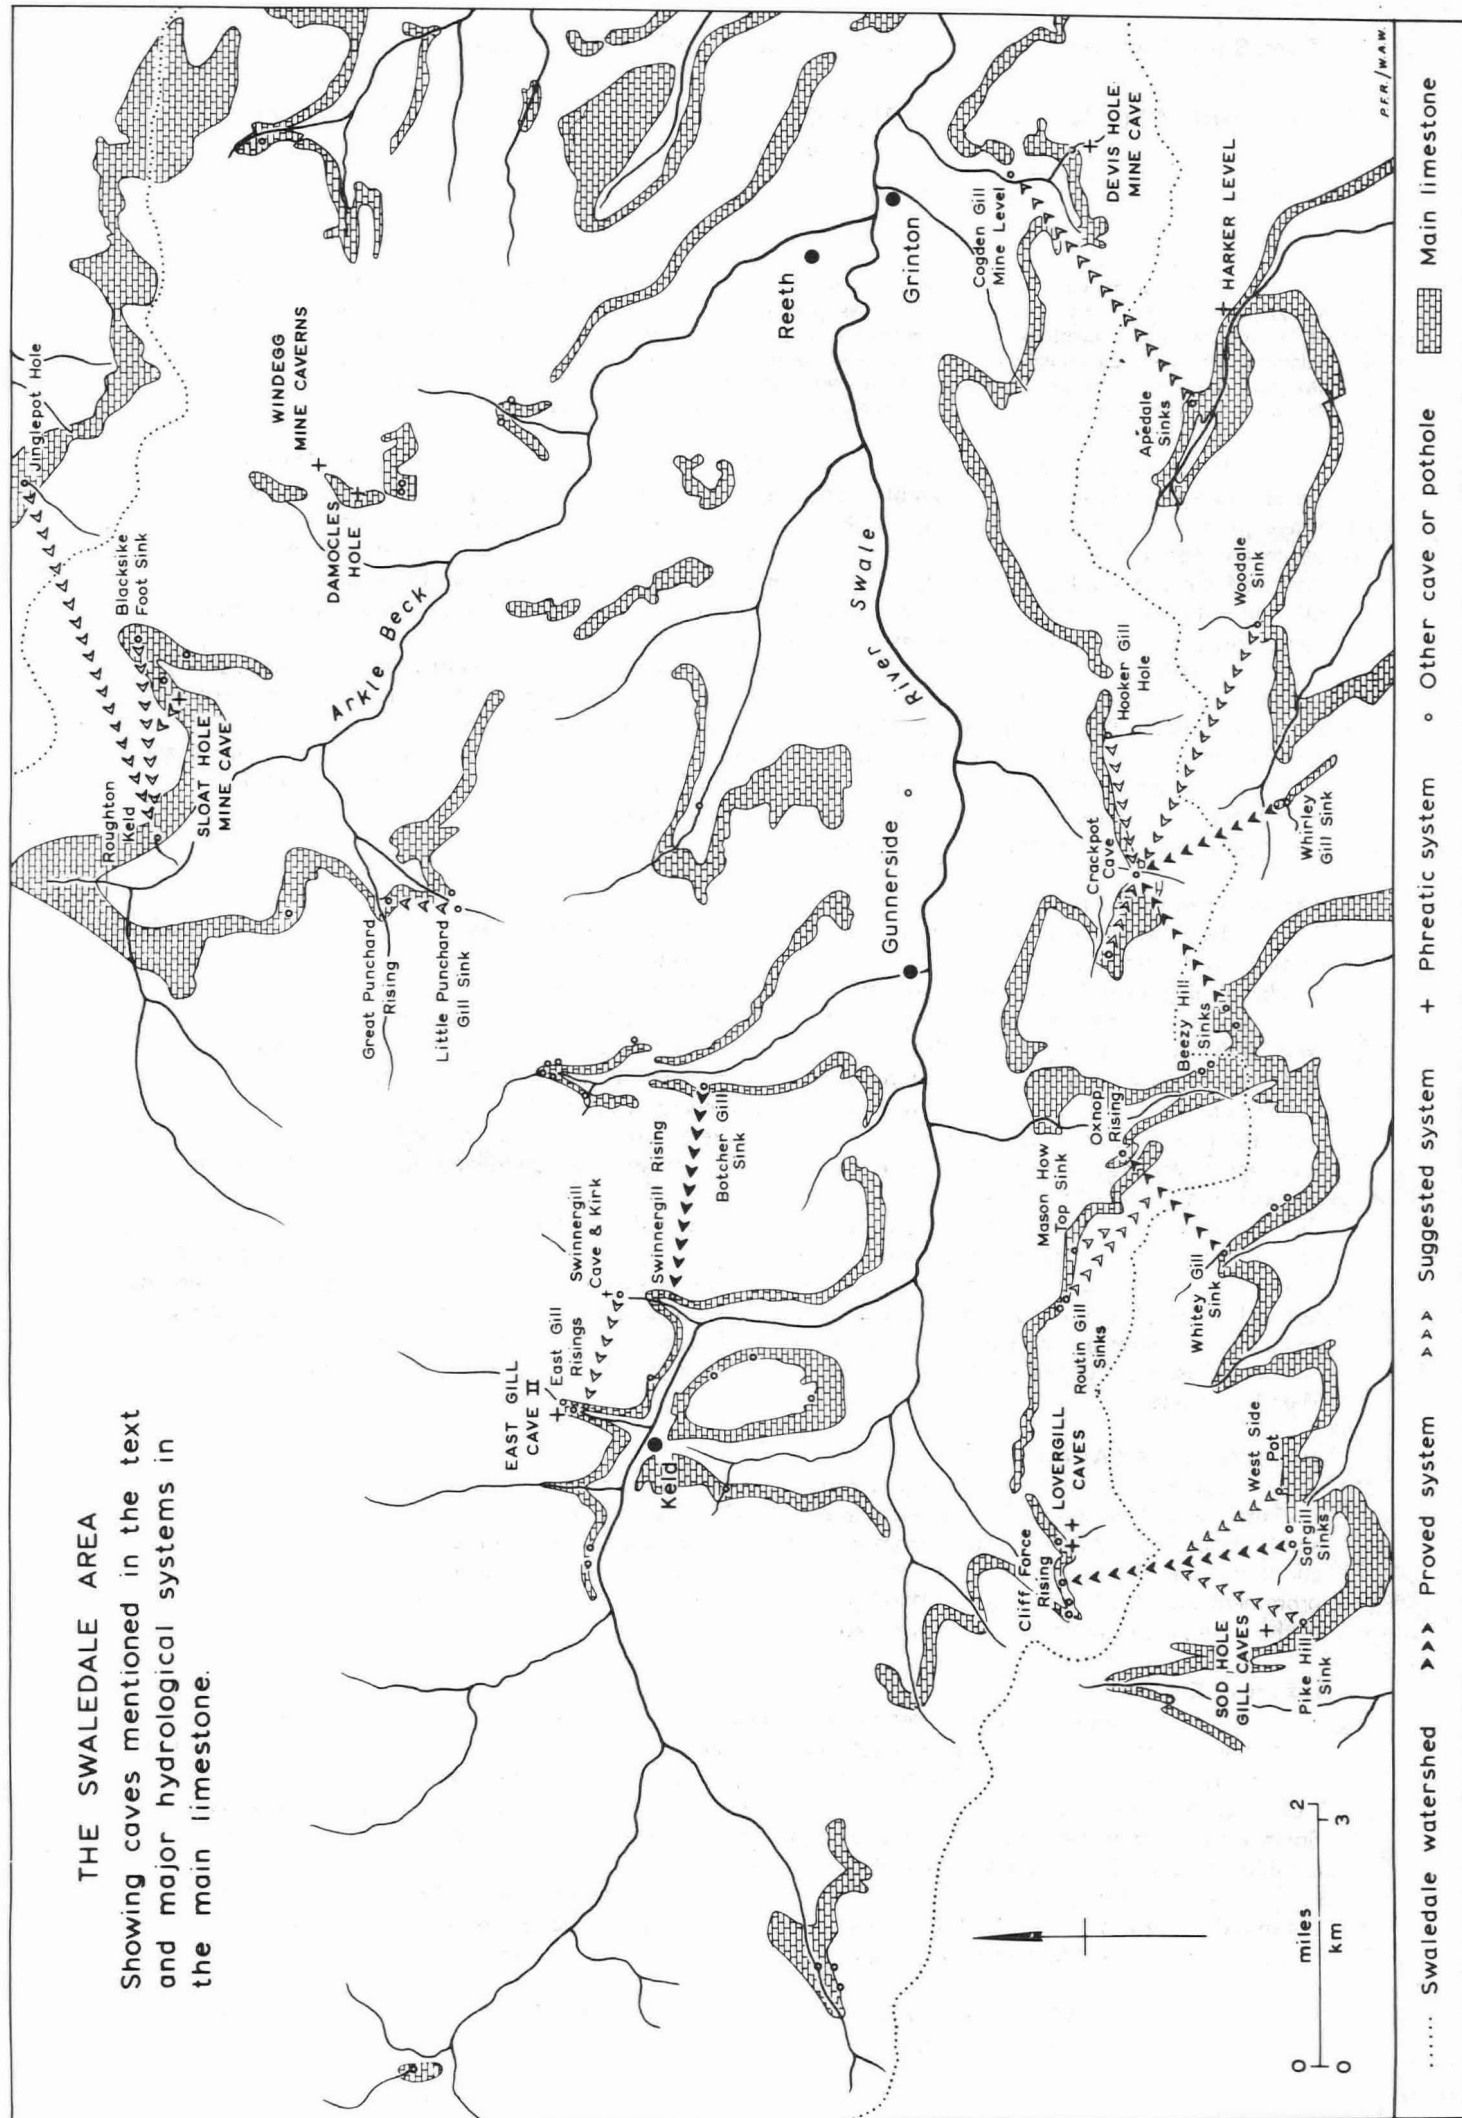 THE SWALEDALE AREA
Showing caves mentioned in the text
and major hydrological systems in
the main limestone.
Jinglepot Hole
Roughton
Keld
Blacksike
Foot Sink
SLOAT HOLE
MINE CAVE
WINDEGG
MINE CAVERNS
DAMOCLES
HOLE
Arkle Beck
Great Punchard
Rising
Little Punchard
Gill Sink
EAST GILL
CAVE II
East Gill
Risings
Swinnergill
Cave & Kirk
Swinnergill Rising
Botcher Gill
Sink
Keld
Gunnerside
River Swale
Reeth
Grinton
Cogden Gill
Mine Level
DEVIS HOLE
MINE CAVE
HARKER LEVEL
Apedale
Sinks
Woodale
Sink
Hooker Gill
Hole
Crackpot
Cave
Whirley
Gill Sink
Beezy Hill
Sinks
Oxnop
Rising
Mason How
Top Sink
Routin Gill
Sinks
Whitey Gill
Sink
LOVERGILL
CAVES
Cliff Force
Rising
West Side
Pot
Sargill
Sinks
SOD HOLE
GILL CAVES
Pike Hill
Sink
0 miles 2
0 km 3
P.F.R./W.A.W.
Swaledale watershed
Proved system
Suggested system
Phreatic system
Other cave or pothole
Main limestone